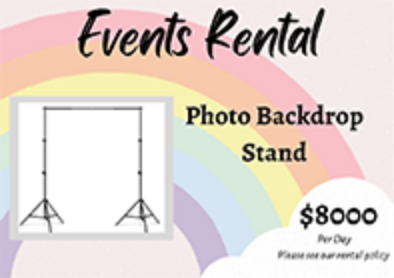 Events Rental
Photo Backdrop
Stand
$8000
Per Day
Please see our rental policy